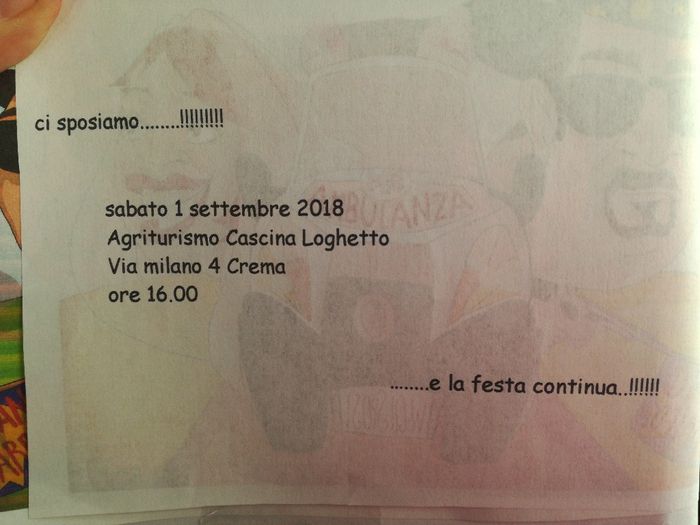 ci sposiamo........!!!!!!!!!
sabato 1 settembre 2018
Agriturismo Cascina Loghetto
Via milano 4 Crema
ore 16.00
........e la festa continua..!!!!!!
AMBULANZA